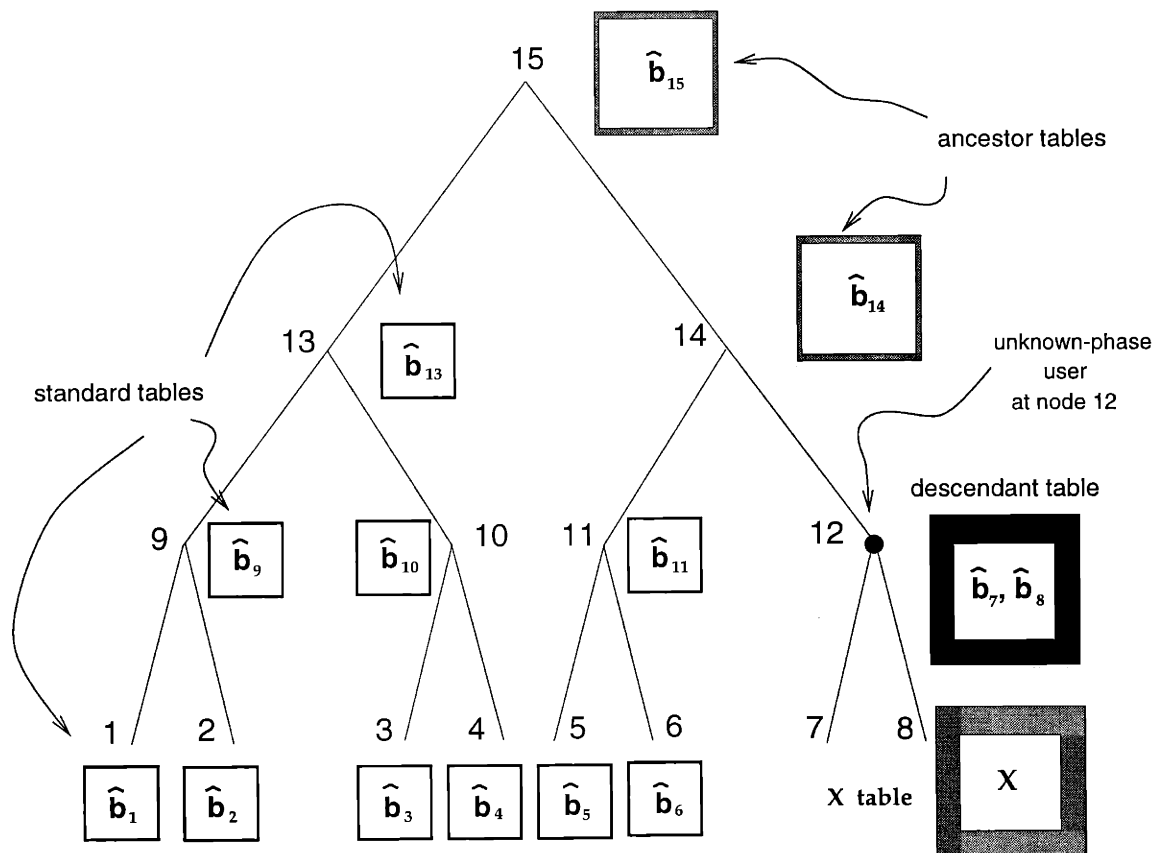 15
b̂₁₅
ancestor tables
b̂₁₄
13
b̂₁₃
14
unknown-phase
user
at node 12
standard tables
descendant table
9
b̂₉
b̂₁₀
10
11
b̂₁₁
12
b̂₇, b̂₈
1
2
3
4
5
6
7
8
b̂₁
b̂₂
b̂₃
b̂₄
b̂₅
b̂₆
X table
X